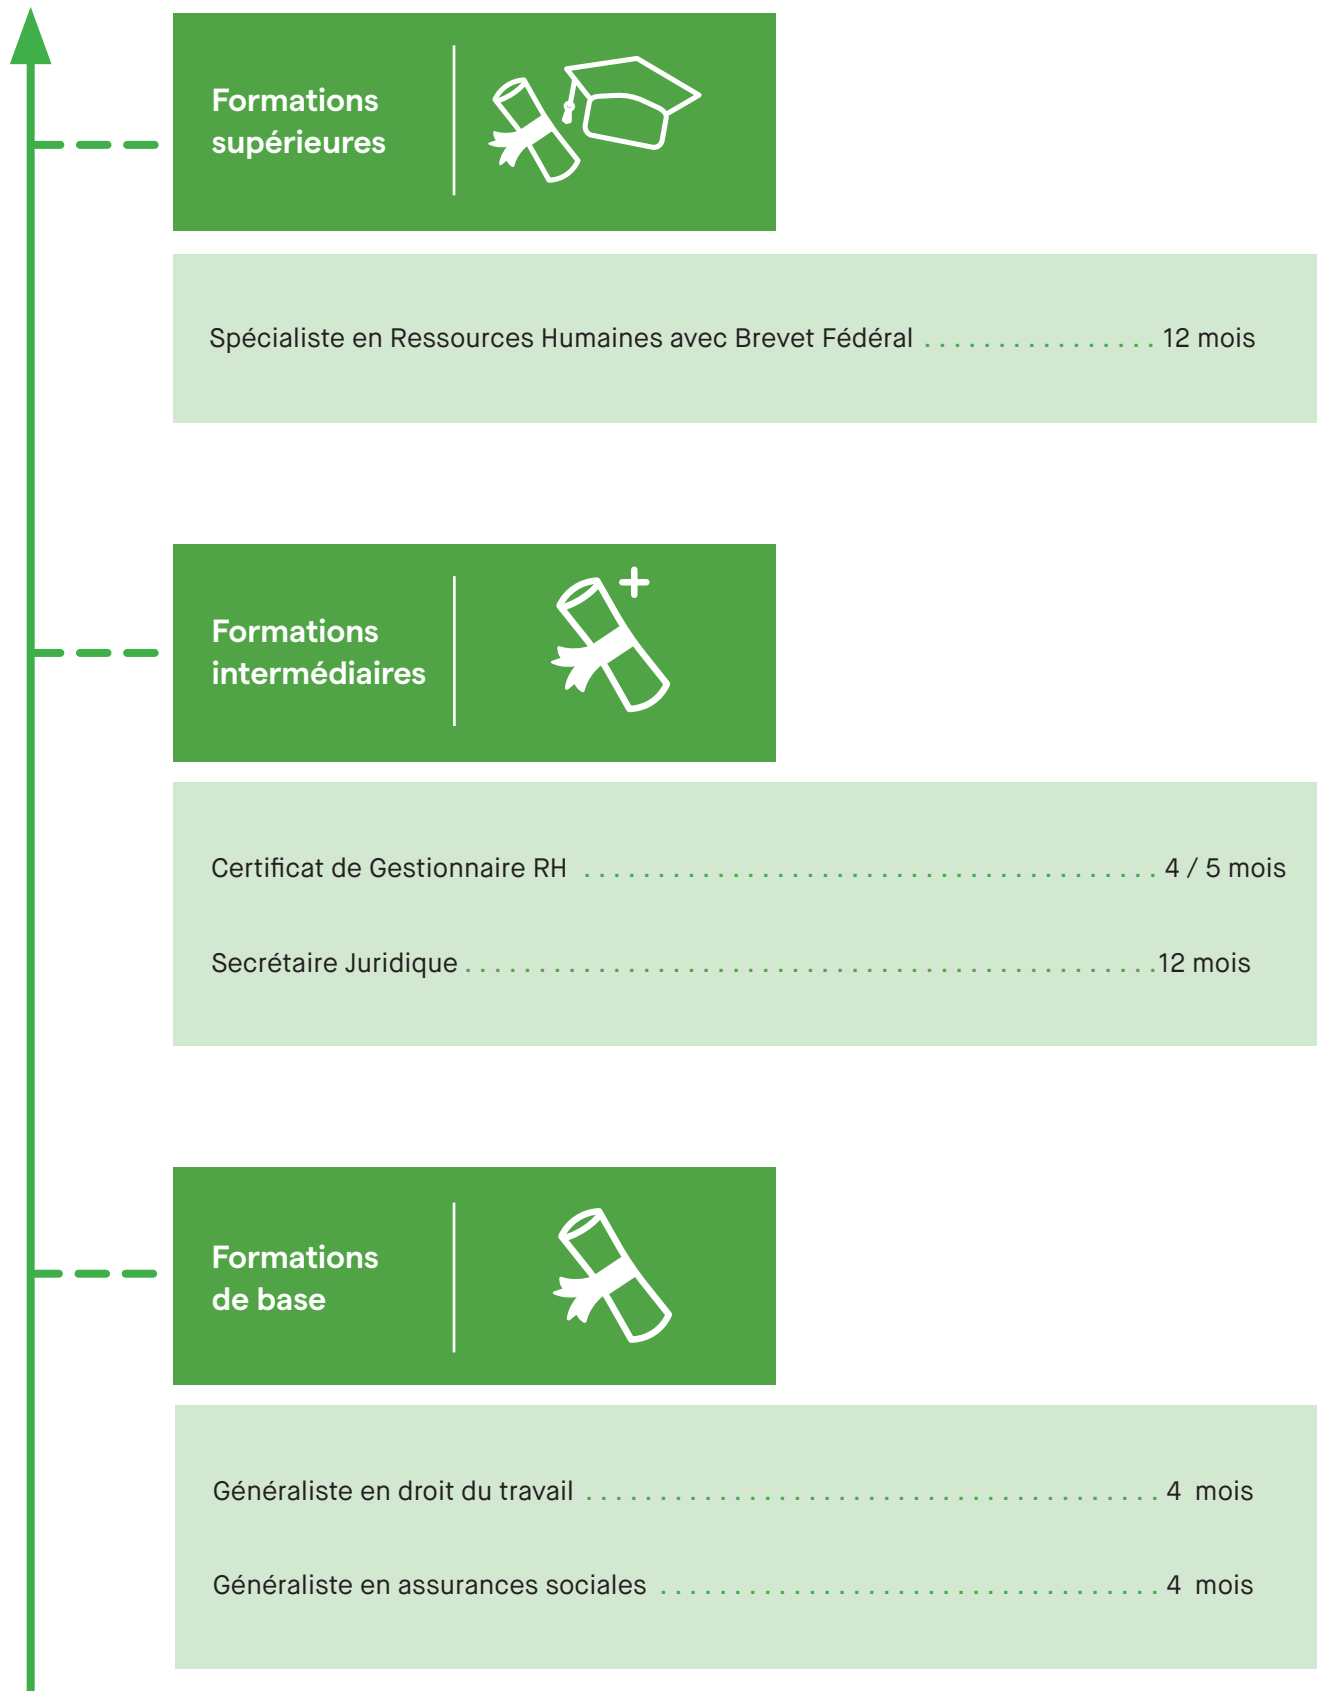 Formations
supérieures
Spécialiste en Ressources Humaines avec Brevet Fédéral . . . . . . . . . . . . . . . . 12 mois
Formations
intermédiaires
Certificat de Gestionnaire RH . . . . . . . . . . . . . . . . . . . . . . . . . . . . . . . . . . . . . . . 4 / 5 mois
Secrétaire Juridique . . . . . . . . . . . . . . . . . . . . . . . . . . . . . . . . . . . . . . . . . . . . . . . 12 mois
Formations
de base
Généraliste en droit du travail . . . . . . . . . . . . . . . . . . . . . . . . . . . . . . . . . . . . . . . 4 mois
Généraliste en assurances sociales . . . . . . . . . . . . . . . . . . . . . . . . . . . . . . . . . . 4 mois